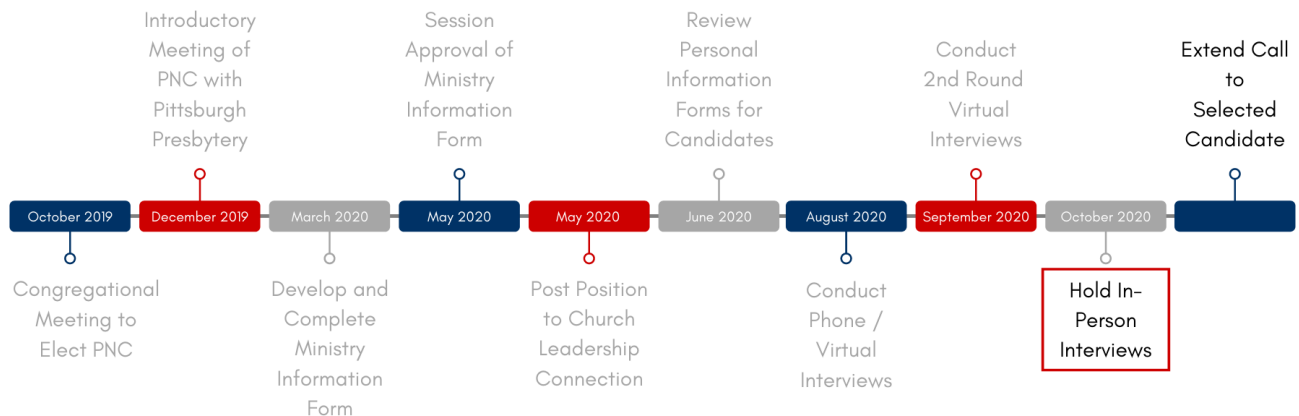 Introductory
Meeting of
PNC with
Pittsburgh
Presbytery
Session
Approval of
Ministry
Information
Form
Review
Personal
Information
Forms for
Candidates
Conduct
2nd Round
Virtual
Interviews
Extend Call
to
Selected
Candidate
October 2019
December 2019
March 2020
May 2020
May 2020
June 2020
August 2020
September 2020
October 2020
Congregational
Meeting to
Elect PNC
Develop and
Complete
Ministry
Information
Form
Post Position
to Church
Leadership
Connection
Conduct
Phone /
Virtual
Interviews
Hold In-
Person
Interviews